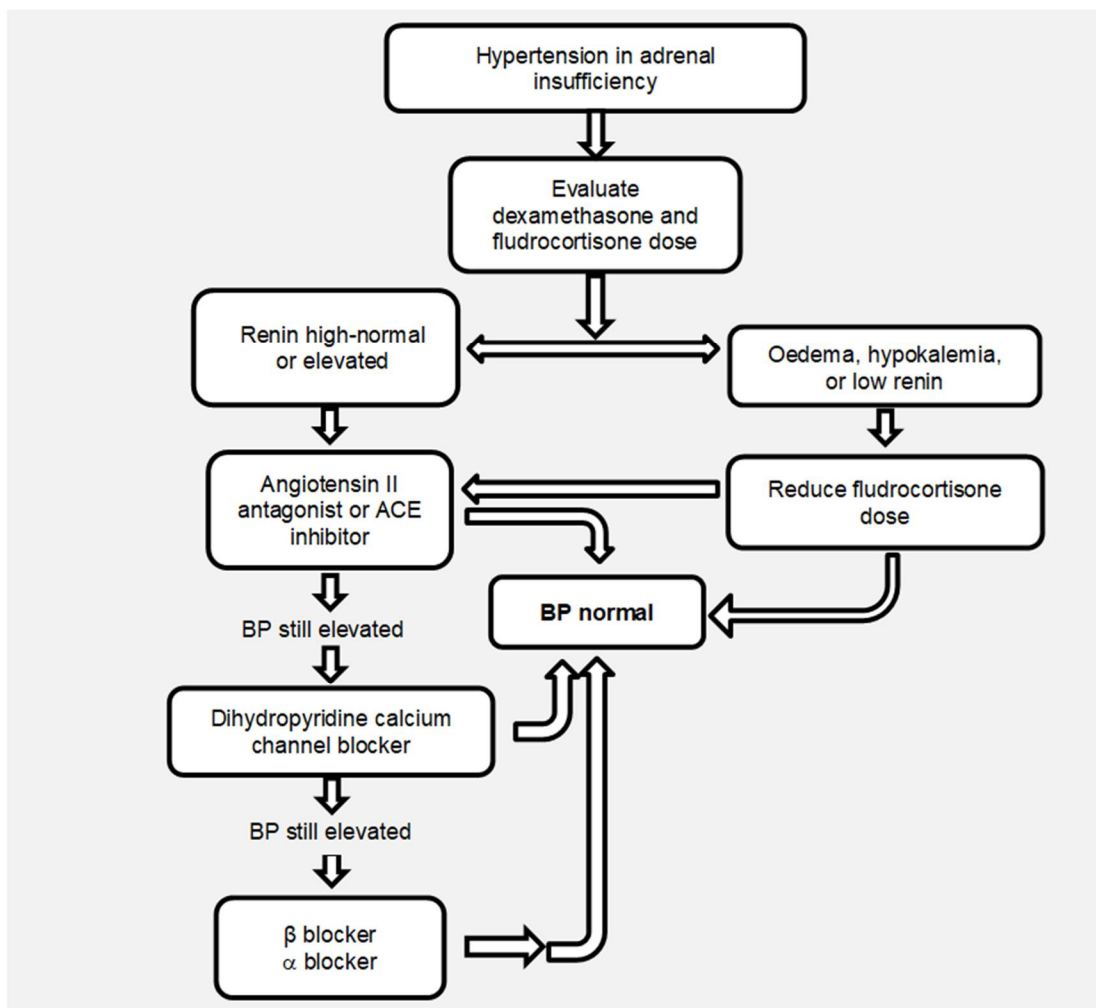 Hypertension in adrenal
insufficiency
Evaluate
dexamethasone and
fludrocortisone dose
Renin high-normal
or elevated
Oedema, hypokalemia,
or low renin
Angiotensin II
antagonist or ACE
inhibitor
Reduce fludrocortisone
dose
BP normal
BP still elevated
Dihydropyridine calcium
channel blocker
BP still elevated
β blocker
α blocker